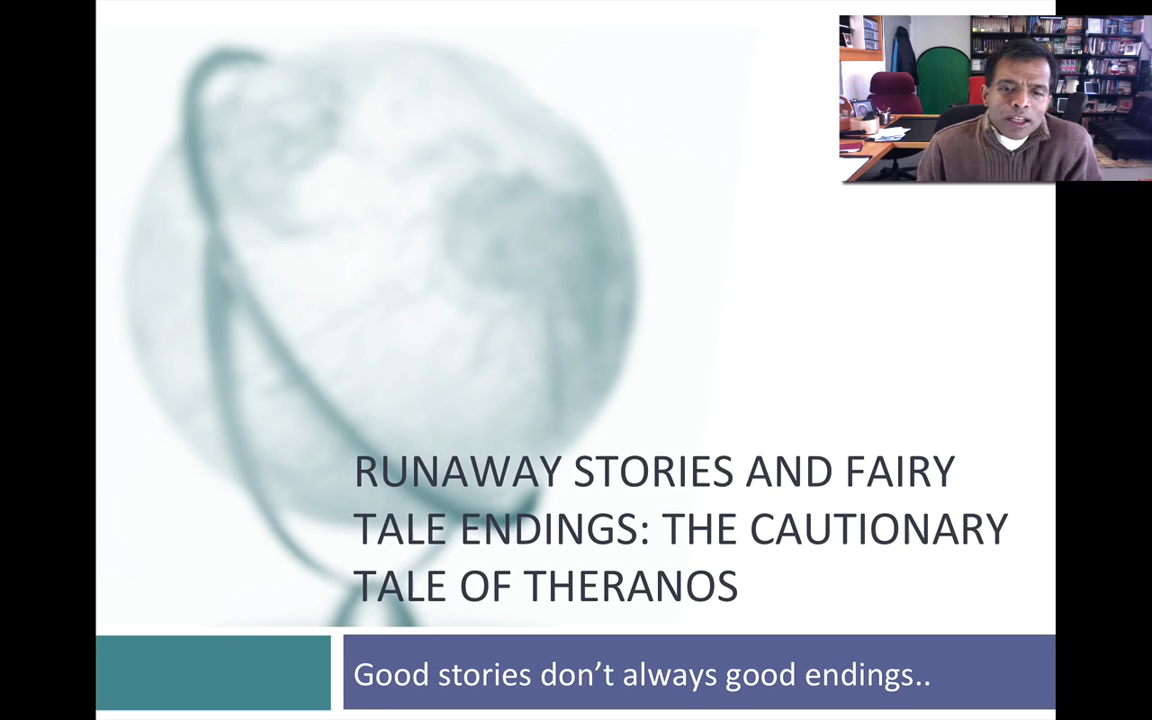 RUNAWAY STORIES AND FAIRY
TALE ENDINGS: THE CAUTIONARY
TALE OF THERANOS
Good stories don’t always good endings..